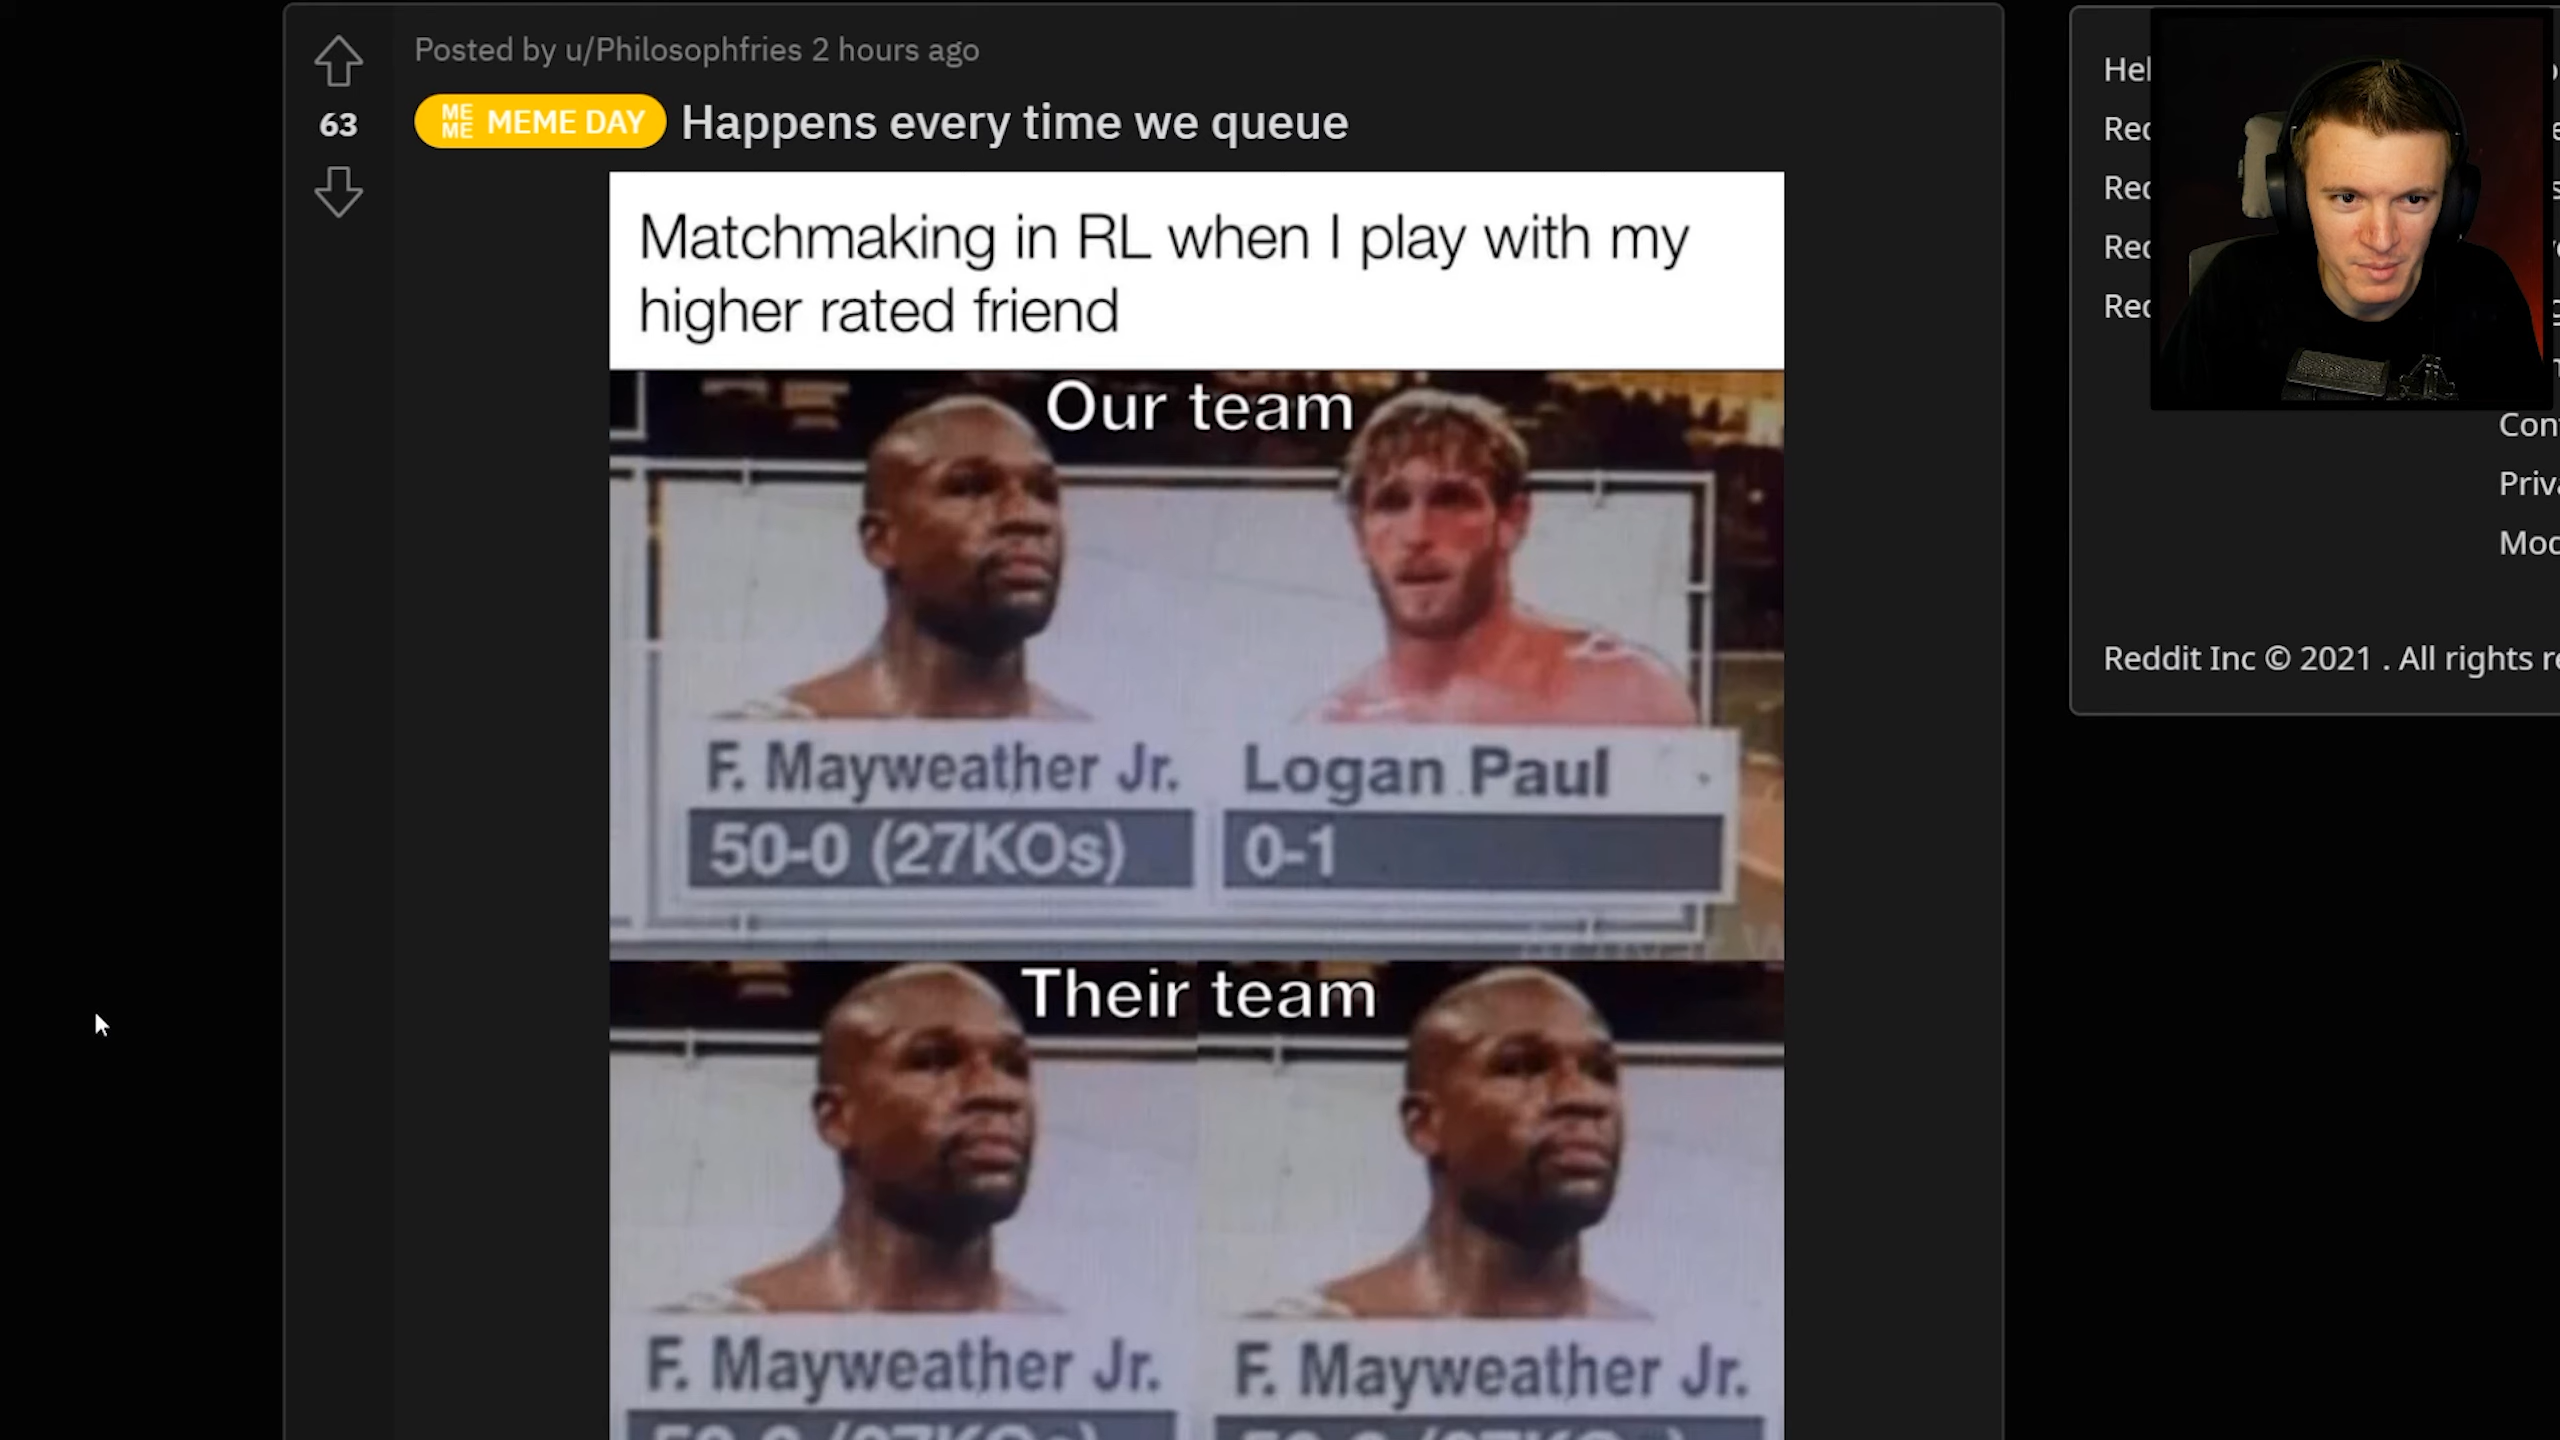 Posted by u/Philosophfries 2 hours ago
63
ME
ME
MEME DAY Happens every time we queue
Matchmaking in RL when I play with my
higher rated friend
Our team
F. Mayweather Jr.
50-0 (27KOs)
Logan Paul
0-1
Their team
F. Mayweather Jr.
F. Mayweather Jr.
Reddit Inc © 2021 . All rights